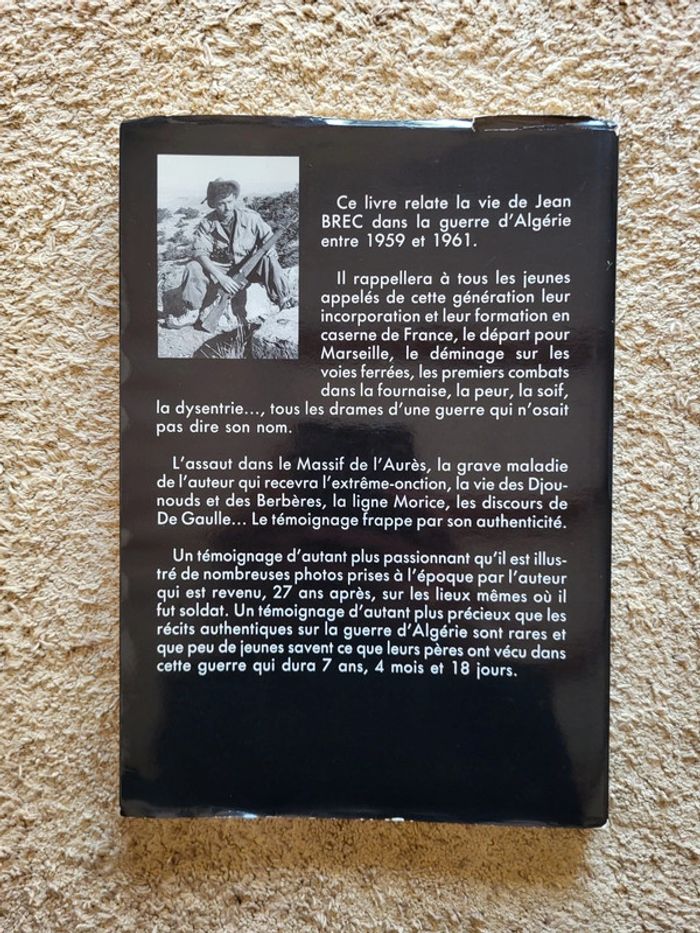 Ce livre relate la vie de Jean
BREC dans la guerre d'Algérie
entre 1959 et 1961.
Il rappellera à tous les jeunes
appelés de cette génération leur
incorporation et leur formation en
caserne de France, le départ pour
Marseille, le déminage sur les
voies ferrées, les premiers combats
dans la fournaise, la peur, la soif,
la dysentrie..., tous les drames d'une guerre qui n'osait
pas dire son nom.
L'assaut dans le Massif de l'Aurès, la grave maladie
de l'auteur qui recevra l'extrême-onction, la vie des Djou-
nouds et des Berbères, la ligne Morice, les discours de
De Gaulle... Le témoignage frappe par son authenticité.
Un témoignage d'autant plus passionnant qu'il est illus-
tré de nombreuses photos prises à l'époque par l'auteur
qui est revenu, 27 ans après, sur les lieux mêmes où il
fut soldat. Un témoignage d'autant plus précieux que les
récits authentiques sur la guerre d'Algérie sont rares et
que peu de jeunes savent ce que leurs pères ont vécu dans
cette guerre qui dura 7 ans, 4 mois et 18 jours.